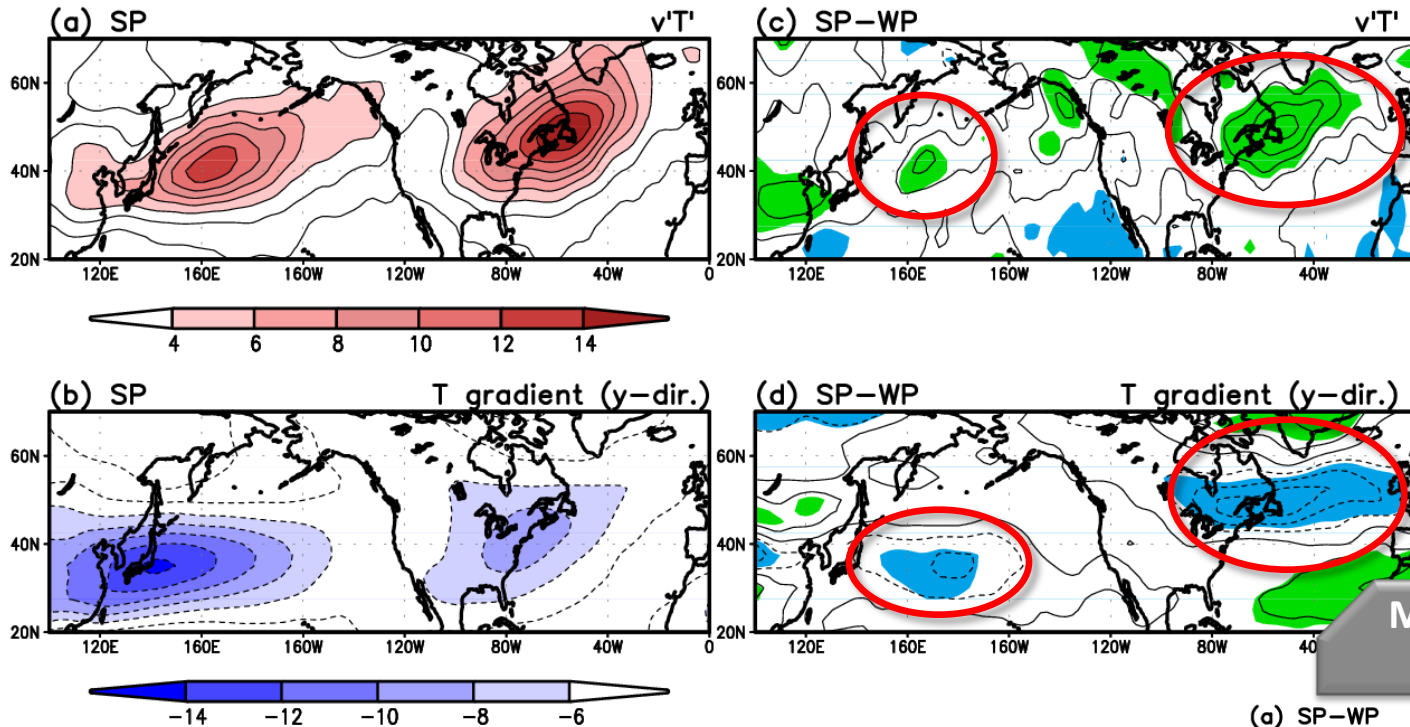 (a) SP v'T'
60N
40N
20N
120E 160E 160W 120W 80W 40W 0
4 6 8 10 12 14
(c) SP-WP v'T'
60N
40N
20N
120E 160E 160W 120W 80W 40W
(b) SP T gradient (y-dir.)
60N
40N
20N
120E 160E 160W 120W 80W 40W 0
-14 -12 -10 -8 -6
(d) SP-WP T gradient (y-dir.)
60N
40N
20N
120E 160E 160W 120W 80W
M
(a) SP-WP